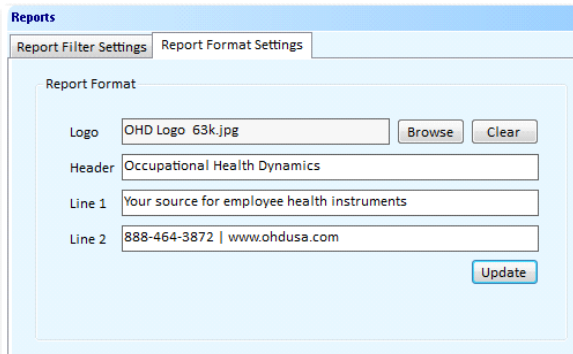 Reports
Report Filter Settings Report Format Settings
Report Format
Logo OHD Logo 63k.jpg Browse Clear
Header Occupational Health Dynamics
Line 1 Your source for employee health instruments
Line 2 888-464-3872 | www.ohdusa.com
Update